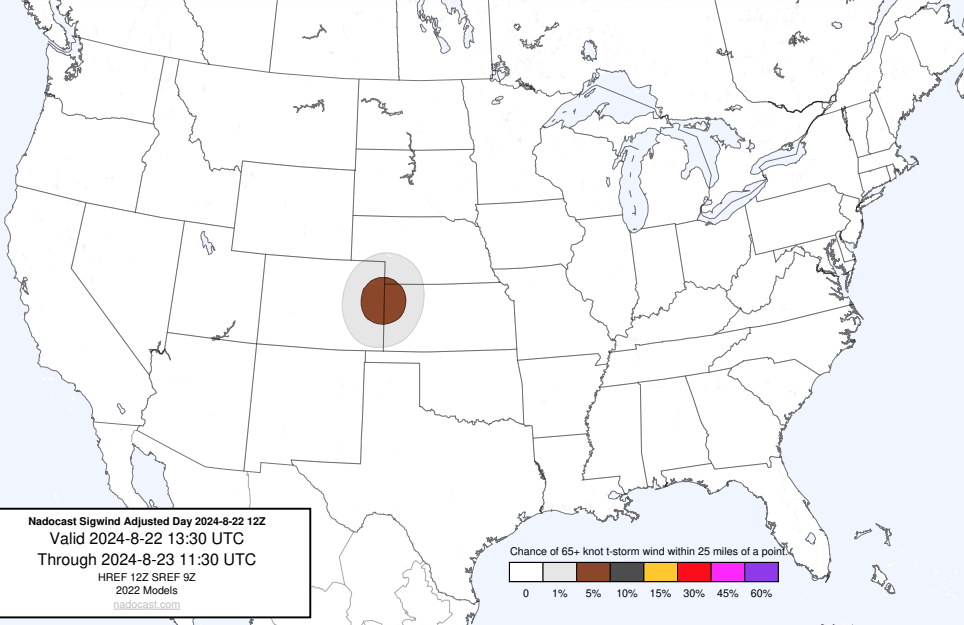 Nadocast Sigwind Adjusted Day 2024-8-22 12Z
Valid 2024-8-22 13:30 UTC
Through 2024-8-23 11:30 UTC
HREF 12Z SREF 9Z
2022 Models
nadocast.com
Chance of 65+ knot t-storm wind within 25 miles of a point.
0 1% 5% 10% 15% 30% 45% 60%